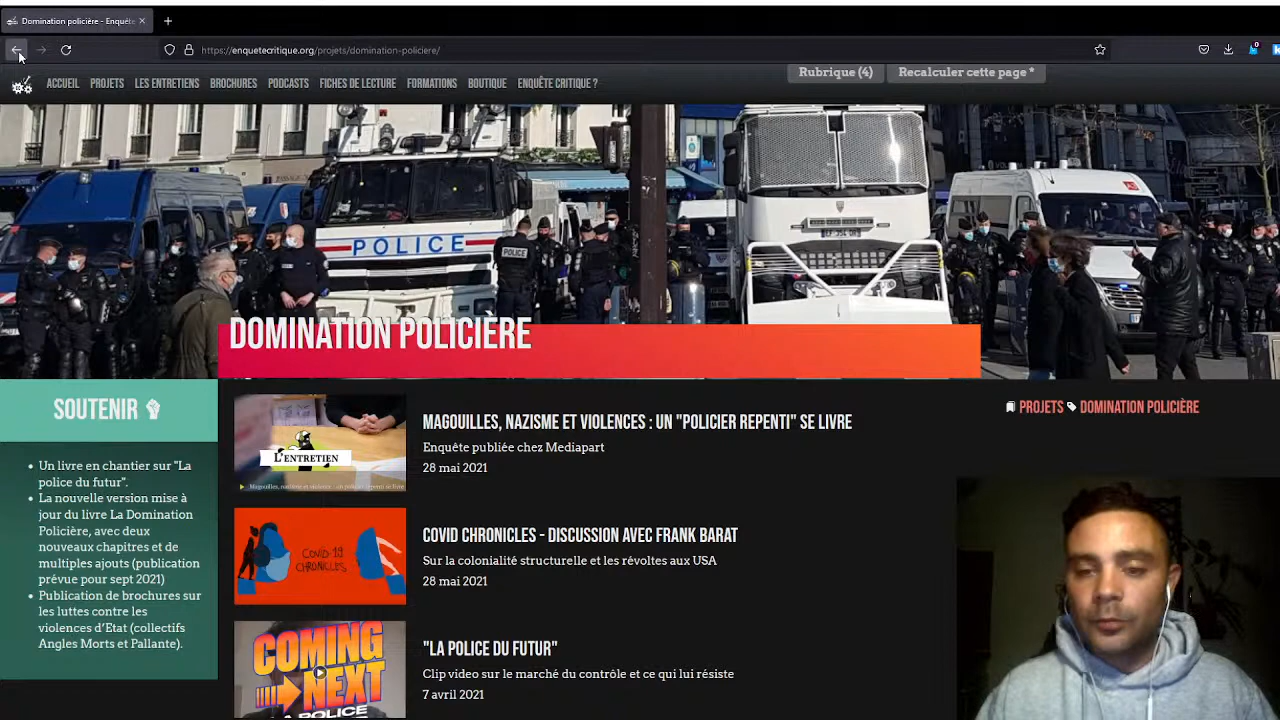 Domination policière - Enquête
https://enquetecritique.org/projets/domination-policiere/
ACCUEIL PROJETS LES ENTRETIENS BROCHURES PODCASTS FICHES DE LECTURE FORMATIONS BOUTIQUE ENQUÊTE CRITIQUE ?
Rubrique (4) Recalculer cette page *
POLICE
POLICE
DOMINATION POLICIÈRE
SOUTENIR
Un livre en chantier sur "La
police du futur".
La nouvelle version mise à
jour du livre La Domination
Policière, avec deux
nouveaux chapitres et de
multiples ajouts (publication
prévue pour sept 2021)
Publication de brochures sur
les luttes contre les
violences d'Etat (collectifs
Angles Morts et Pallante).
L'ENTRETIEN
Magouilles, nazisme et violence : un policier repenti se livre
MAGOUILLES, NAZISME ET VIOLENCES : UN "POLICIER REPENTI" SE LIVRE
Enquête publiée chez Mediapart
28 mai 2021
COVID-19
CHRONICLES
COVID CHRONICLES - DISCUSSION AVEC FRANK BARAT
Sur la colonialité structurelle et les révoltes aux USA
28 mai 2021
COMING
NEXT
LA POLICE
"LA POLICE DU FUTUR"
Clip video sur le marché du contrôle et ce qui lui résiste
7 avril 2021
PROJETS DOMINATION POLICIÈRE